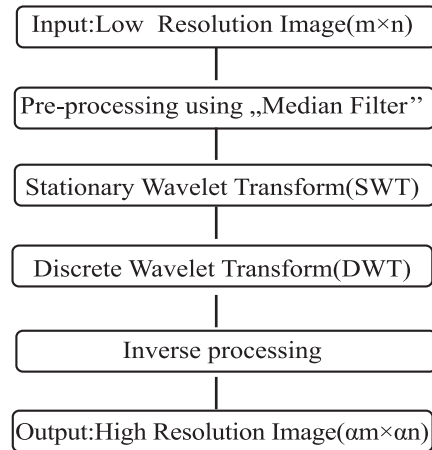 Input:Low Resolution Image(m×n)
Pre-processing using „Median Filter”
Stationary Wavelet Transform(SWT)
Discrete Wavelet Transform(DWT)
Inverse processing
Output:High Resolution Image(αm×αn)